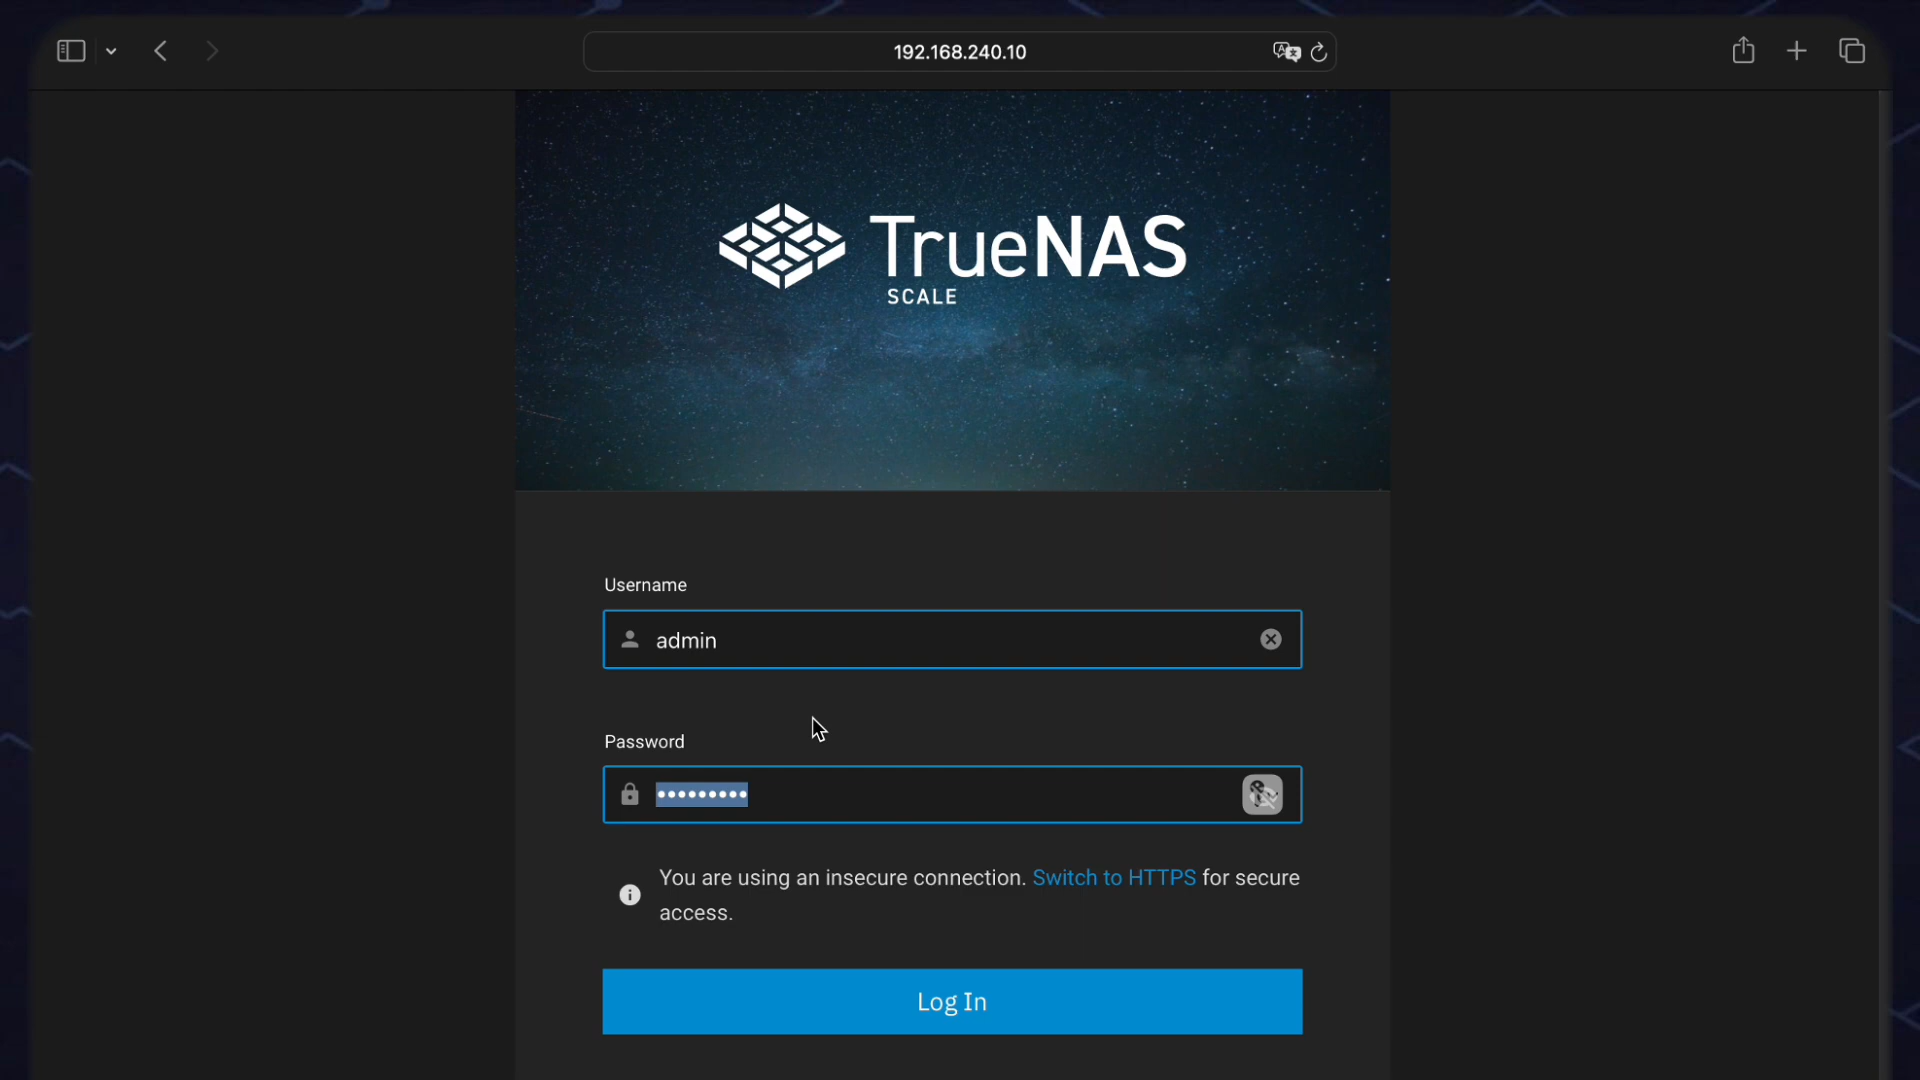 192.168.240.10
TrueNAS
SCALE
Username
admin
Password
•••••••••
You are using an insecure connection. Switch to HTTPS for secure
access.
Log In